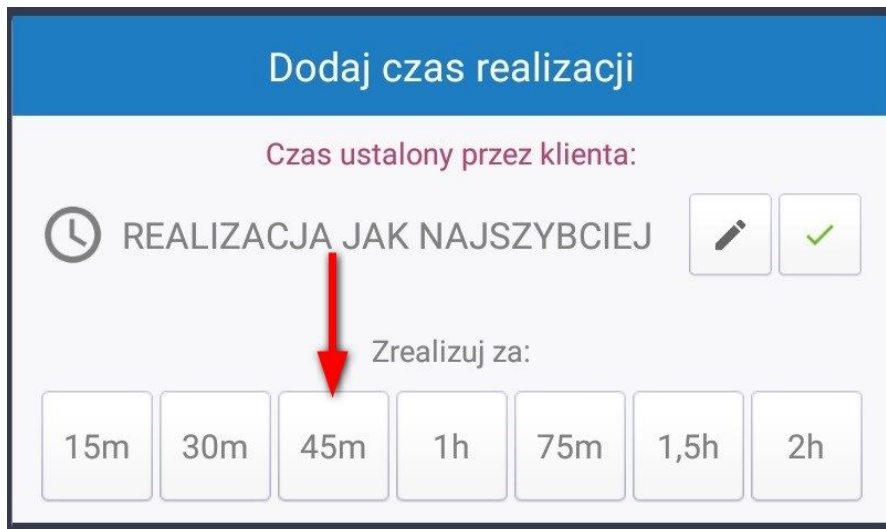 Dodaj czas realizacji
Czas ustalony przez klienta:
REALIZACJA JAK NAJSZYBCIEJ
Zrealizuj za:
15m 30m 45m 1h 75m 1,5h 2h